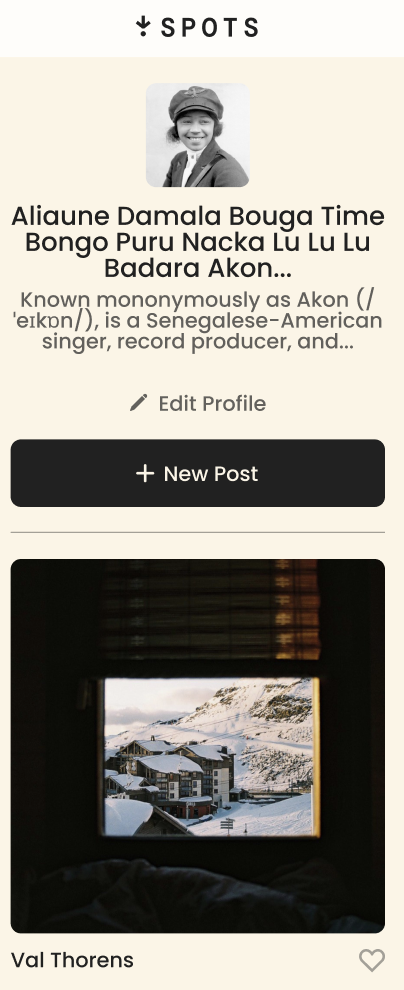 SPOTS
Aliaune Damala Bouga Time
Bongo Puru Nacka Lu Lu Lu
Badara Akon...
Known mononymously as Akon (/
ˈeɪkɒn/), is a Senegalese-American
singer, record producer, and...
Edit Profile
New Post
Val Thorens